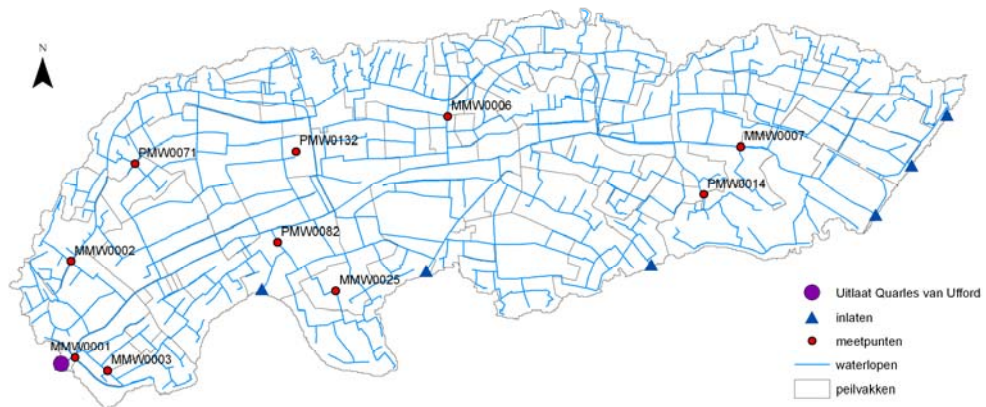 N
MMW0006
PMW0132
PMW0071
MMW0007
PMW0014
PMW0082
MMW0002
MMW0025
MMW0001
MMW0003
Uitlaat Quarles van Ufford
inlaten
meetpunten
waterlopen
peilvakken